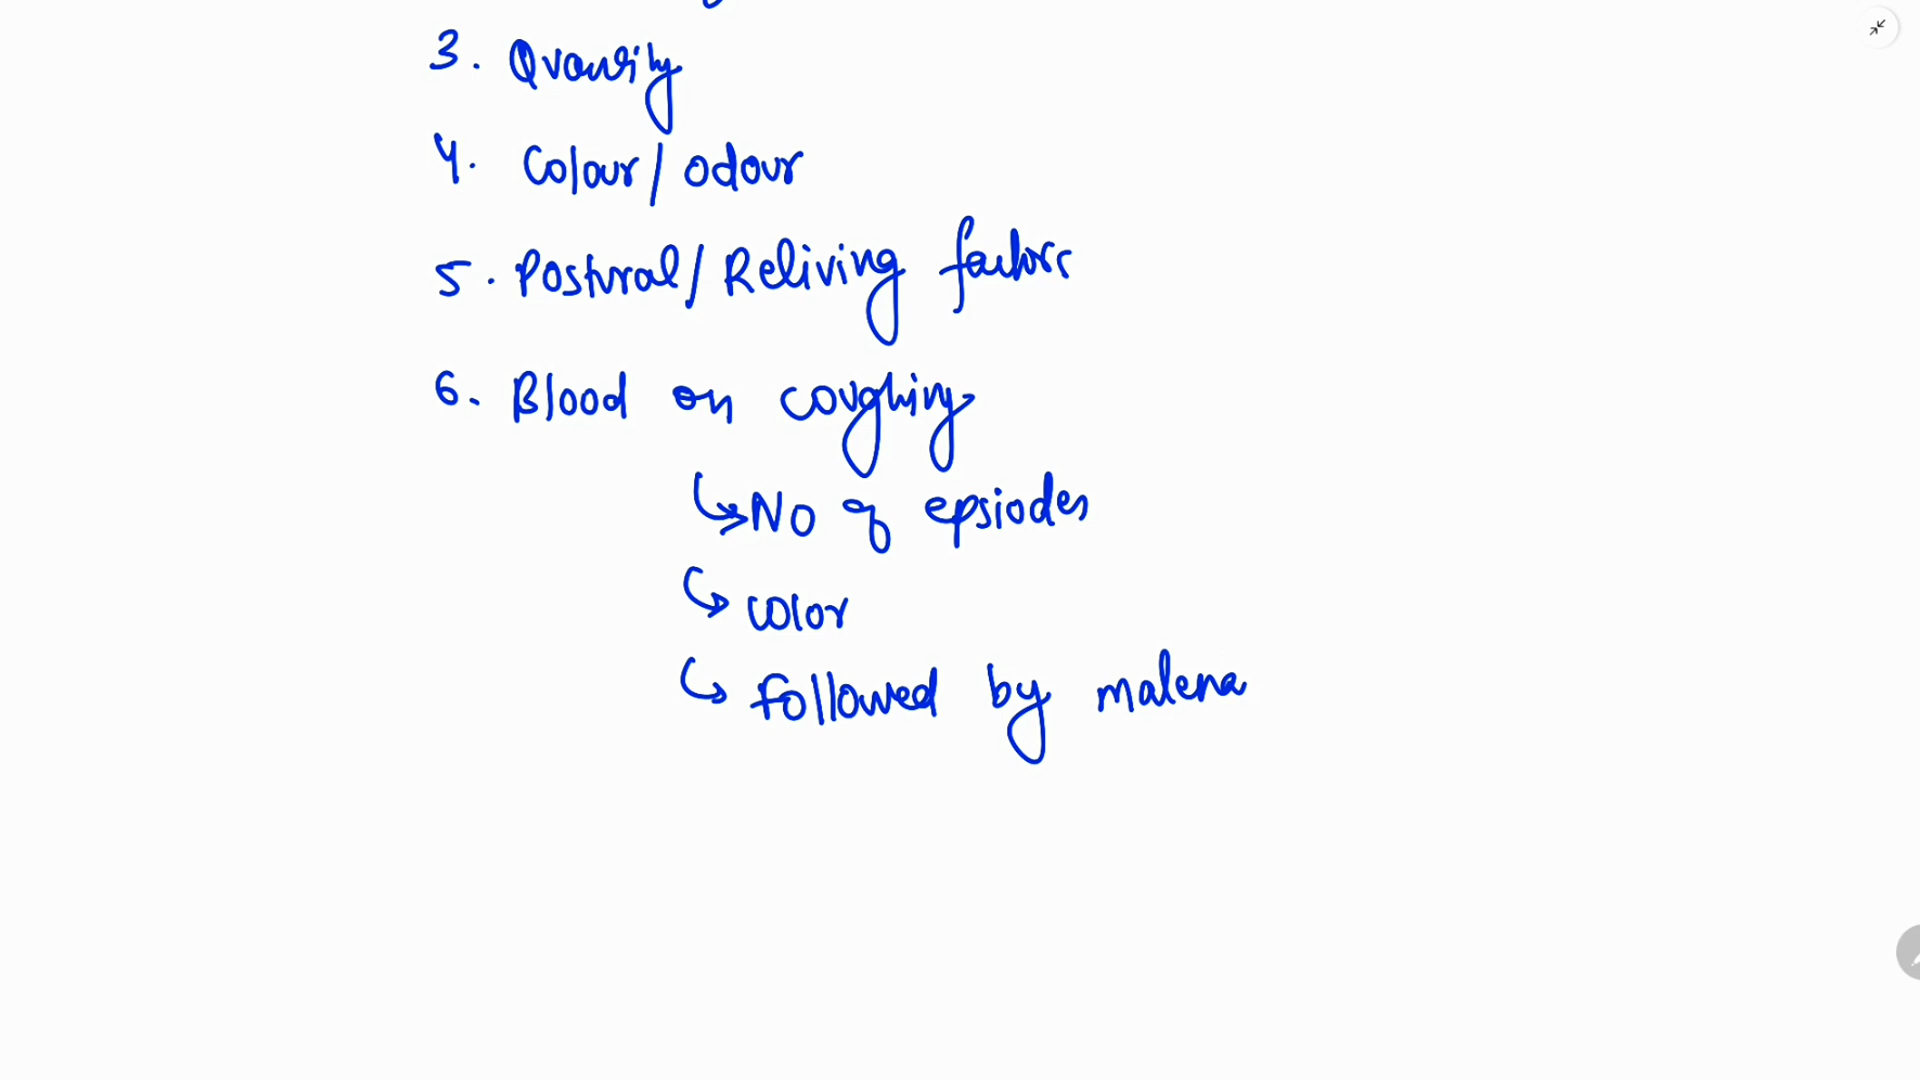 3. Quantity
4. Colour/odour
5. Postural/Reliving factors
6. Blood on coughing
↳No of epsiodes
↳ color
↳ Followed by malena